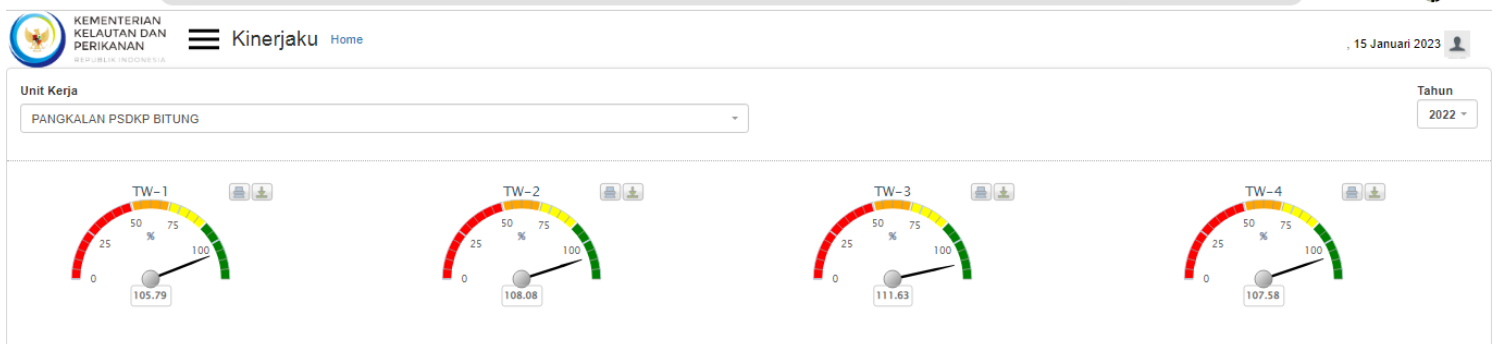 KEMENTERIAN
KELAUTAN DAN
PERIKANAN
REPUBLIK INDONESIA
Kinerjaku Home
, 15 Januari 2023
Unit Kerja
PANGKALAN PSDKP BITUNG
Tahun
2022
TW-1
0 25 50 75 100
%
105.79
TW-2
0 25 50 75 100
%
108.08
TW-3
0 25 50 75 100
%
111.63
TW-4
0 25 50 75 100
%
107.58